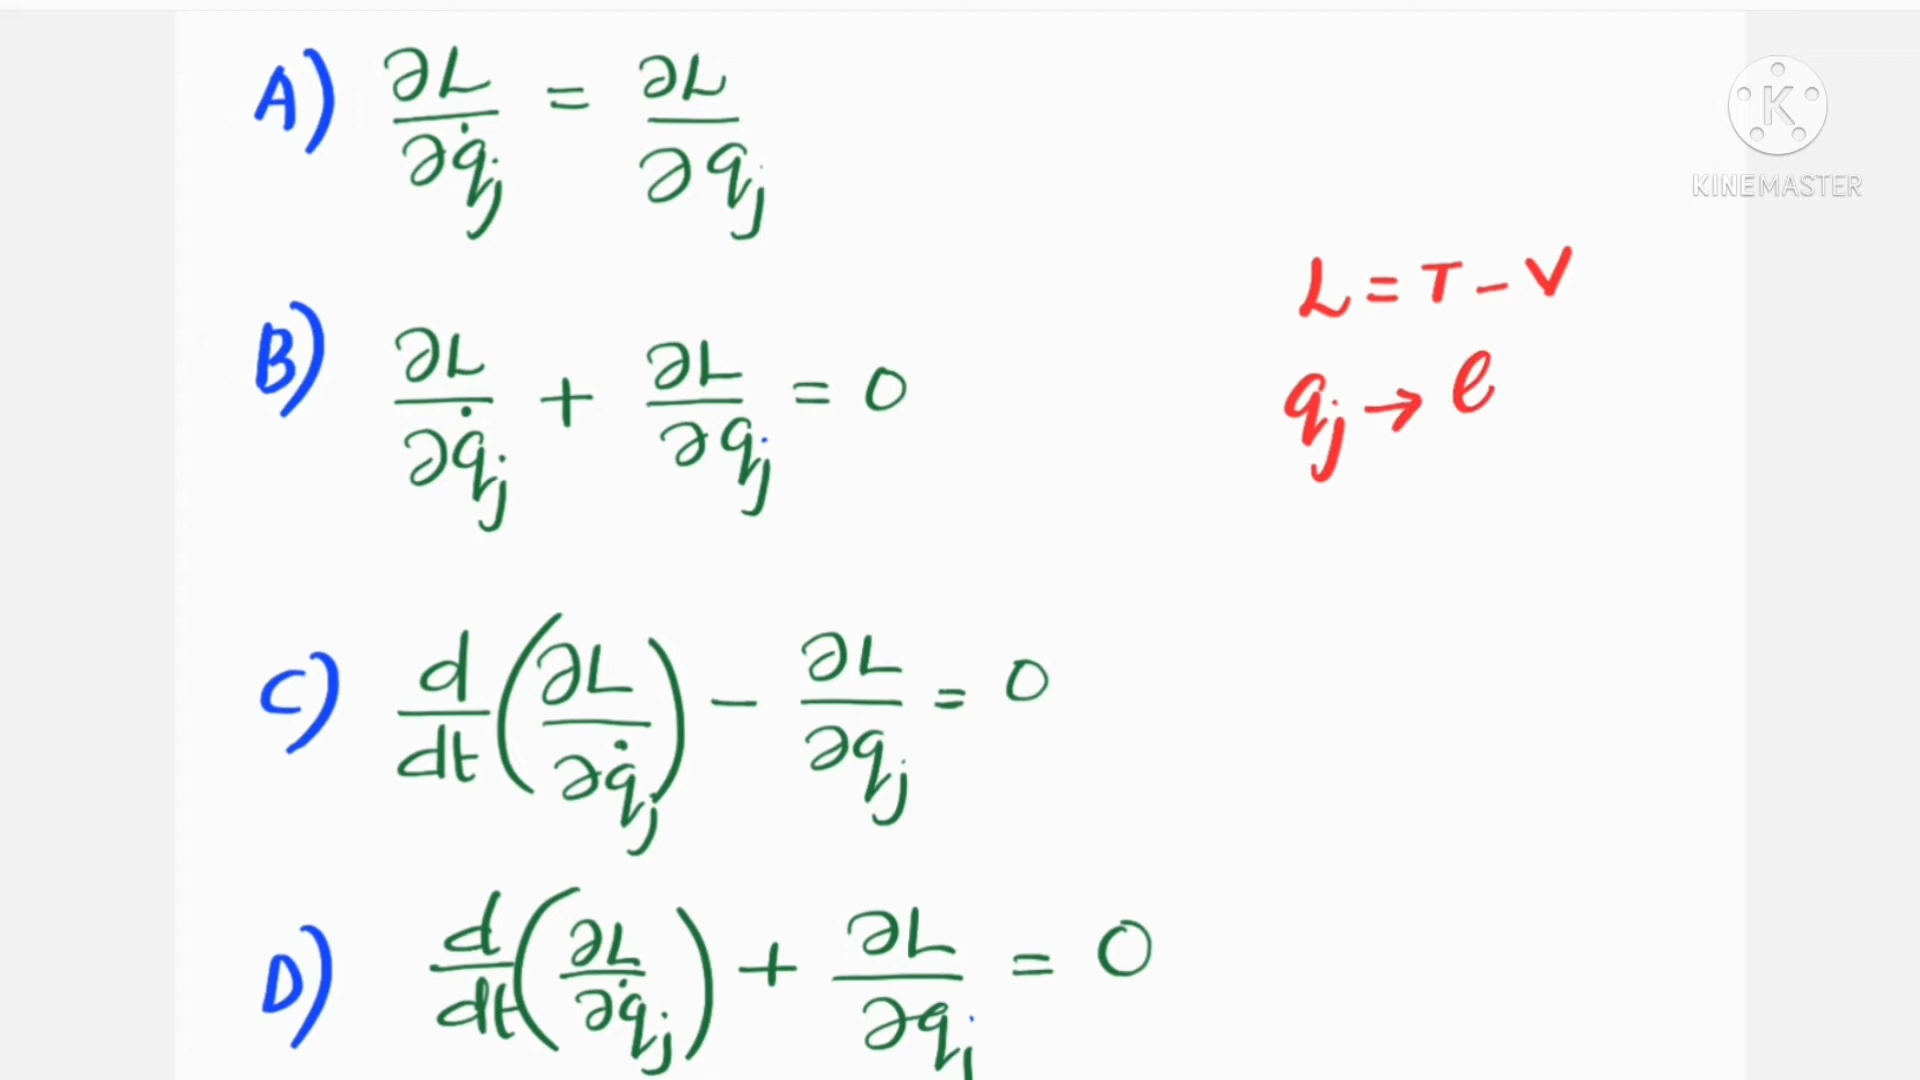 A) ∂L/∂q̇j = ∂L/∂qj
K
KINEMASTER
L = T - V
B) ∂L/∂q̇j + ∂L/∂qj = 0
qj → e
C) d/dt (∂L/∂q̇j) - ∂L/∂qj = 0
D) d/dt (∂L/∂q̇j) + ∂L/∂qj = 0